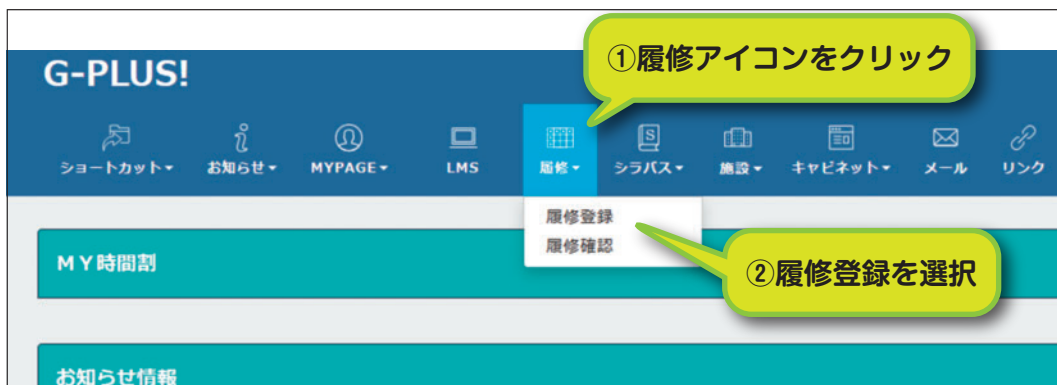 ①履修アイコンをクリック
G-PLUS!
ショートカット お知らせ MYPAGE LMS 履修 シラバス 施設 キャビネット メール リンク
履修登録
履修確認
②履修登録を選択
ＭＹ時間割
お知らせ情報